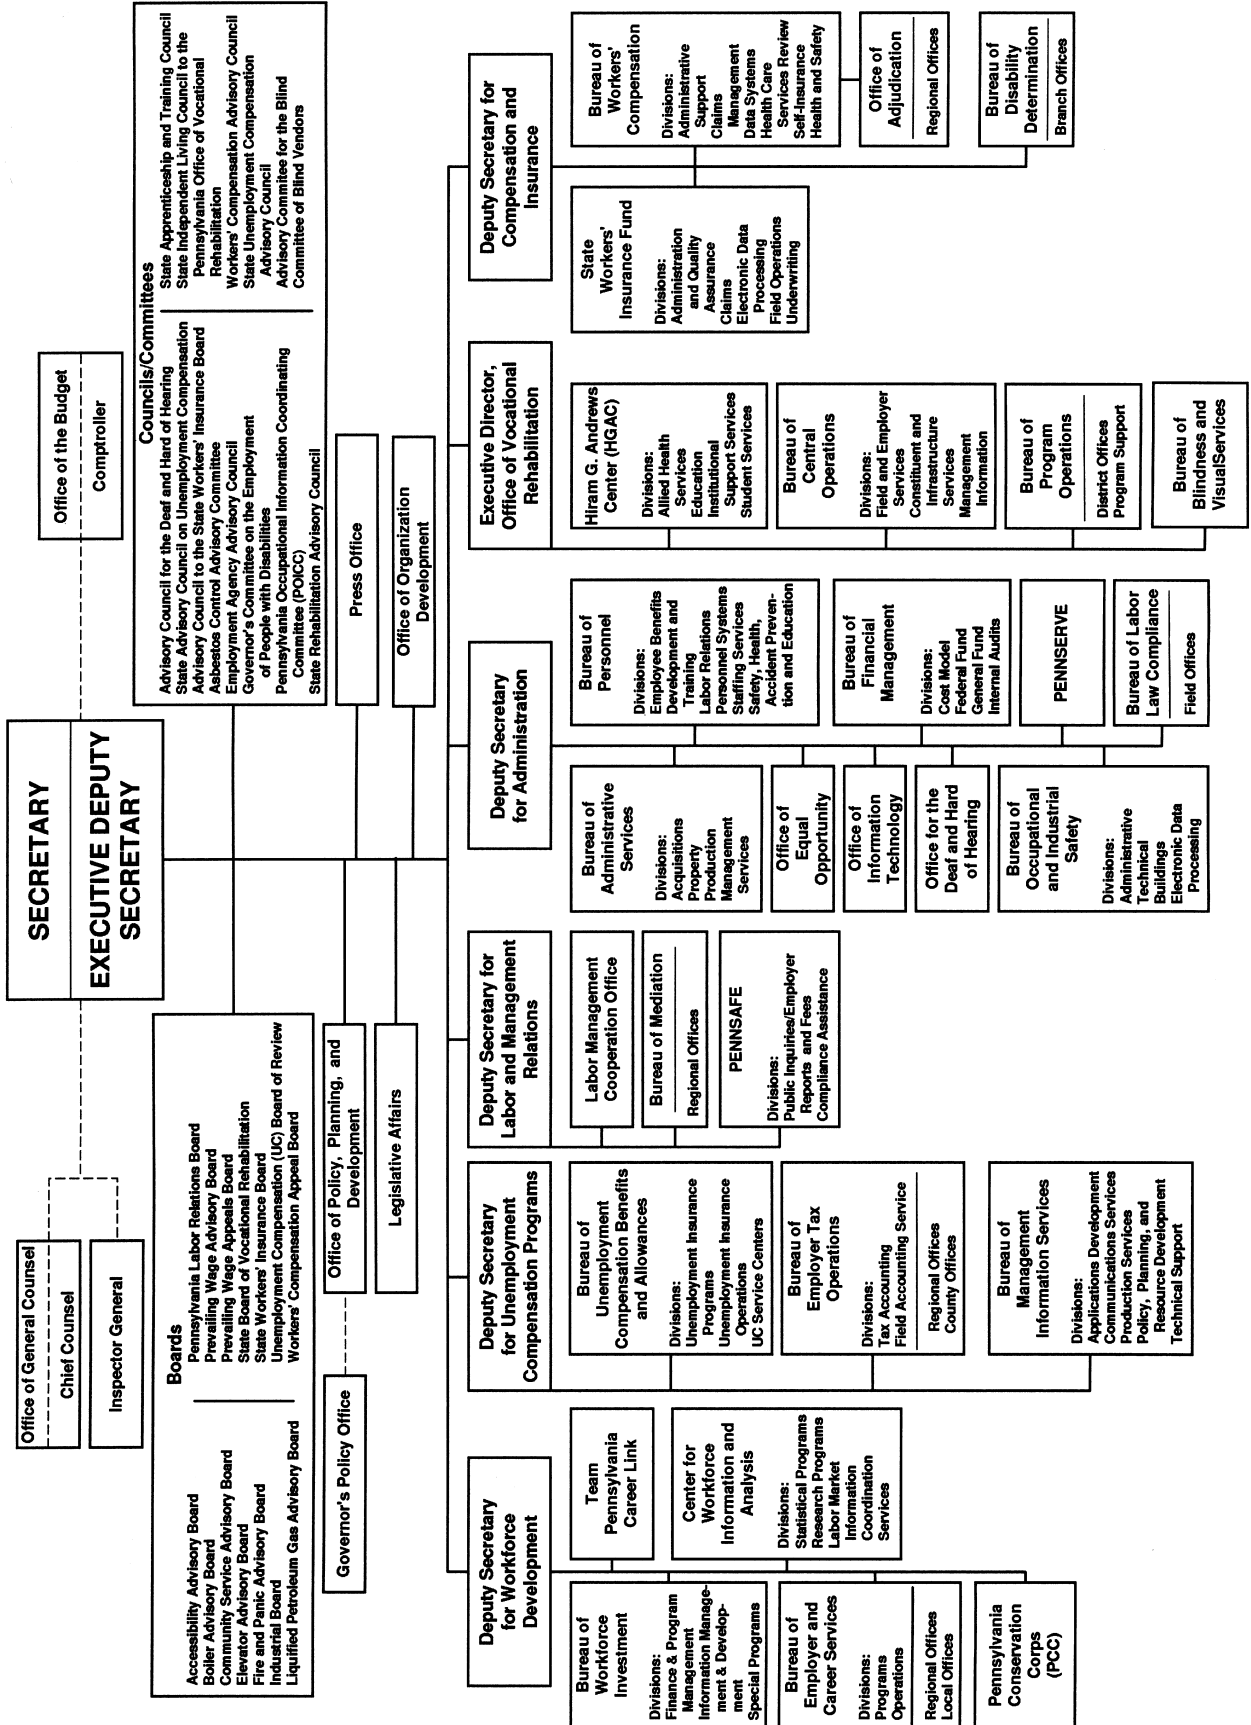 SECRETARY
EXECUTIVE DEPUTY
SECRETARY
Office of General Counsel
Chief Counsel
Inspector General
Office of the Budget
Comptroller
Boards
Accessibility Advisory Board
Boiler Advisory Board
Community Service Advisory Board
Elevator Advisory Board
Fire and Panic Advisory Board
Industrial Board
Liquified Petroleum Gas Advisory Board
Pennsylvania Labor Relations Board
Prevailing Wage Advisory Board
Prevailing Wage Appeals Board
State Board of Vocational Rehabilitation
State Workers' Insurance Board
Unemployment Compensation (UC) Board of Review
Workers' Compensation Appeal Board
Councils/Committees
Advisory Council for the Deaf and Hard of Hearing
State Advisory Council on Unemployment Compensation
Advisory Council to the State Workers' Insurance Board
Asbestos Control Advisory Committee
Employment Agency Advisory Council
Governor's Committee on the Employment
of People with Disabilities
Pennsylvania Occupational Information Coordinating
Committee (POICC)
State Rehabilitation Advisory Council
State Apprenticeship and Training Council
State Independent Living Council to the
Pennsylvania Office of Vocational
Rehabilitation
Workers' Compensation Advisory Council
State Unemployment Compensation
Advisory Council
Advisory Commitee for the Blind
Committee of Blind Vendors
Governor's Policy Office
Office of Policy, Planning, and
Development
Legislative Affairs
Press Office
Office of Organization
Development
Deputy Secretary
for Workforce
Development
Bureau of
Workforce
Investment
Divisions:
Finance & Program
Management
Information Manage-
ment & Develop-
ment
Special Programs
Team
Pennsylvania
Career Link
Center for
Workforce
Information and
Analysis
Divisions:
Statistical Programs
Research Programs
Labor Market
Information
Coordination
Services
Bureau of
Employer and
Career Services
Divisions:
Programs
Operations
Regional Offices
Local Offices
Pennsylvania
Conservation
Corps
(PCC)
Deputy Secretary
for Unemployment
Compensation Programs
Bureau of
Unemployment
Compensation Benefits
and Allowances
Divisions:
Unemployment Insurance
Programs
Unemployment Insurance
Operations
UC Service Centers
Bureau of
Employer Tax
Operations
Divisions:
Tax Accounting
Field Accounting Service
Regional Offices
County Offices
Bureau of
Management
Information Services
Divisions:
Applications Development
Communications Services
Production Services
Policy, Planning, and
Resource Development
Technical Support
Deputy Secretary for
Labor and Management
Relations
Labor Management
Cooperation Office
Bureau of Mediation
Regional Offices
PENNSAFE
Divisions:
Public Inquiries/Employer
Reports and Fees
Compliance Assistance
Deputy Secretary
for Administration
Bureau of
Administrative
Services
Divisions:
Acquisitions
Property
Production
Management
Services
Office of
Equal
Opportunity
Office of
Information
Technology
Office for the
Deaf and Hard
of Hearing
Bureau of
Occupational
and Industrial
Safety
Divisions:
Administrative
Technical
Buildings
Electronic Data
Processing
Bureau of
Personnel
Divisions:
Employee Benefits
Development and
Training
Labor Relations
Personnel Systems
Staffing Services
Safety, Health,
Accident Preven-
tion and Education
Bureau of
Financial
Management
Divisions:
Cost Model
Federal Fund
General Fund
Internal Audits
PENNSERVE
Bureau of Labor
Law Compliance
Field Offices
Executive Director,
Office of Vocational
Rehabilitation
Hiram G. Andrews
Center (HGAC)
Divisions:
Allied Health
Services
Education
Institutional
Support Services
Student Services
Bureau of
Central
Operations
Divisions:
Field and Employer
Services
Constituent and
Infrastructure
Services
Management
Information
Bureau of
Program
Operations
District Offices
Program Support
Bureau of
Blindness and
VisualServices
Deputy Secretary for
Compensation and
Insurance
State
Workers'
Insurance Fund
Divisions:
Administration
and Quality
Assurance
Claims
Electronic Data
Processing
Field Operations
Underwriting
Bureau of
Workers'
Compensation
Divisions:
Administrative
Support
Claims
Management
Data Systems
Health Care
Services Review
Self-Insurance
Health and Safety
Office of
Adjudication
Regional Offices
Bureau of
Disability
Determination
Branch Offices